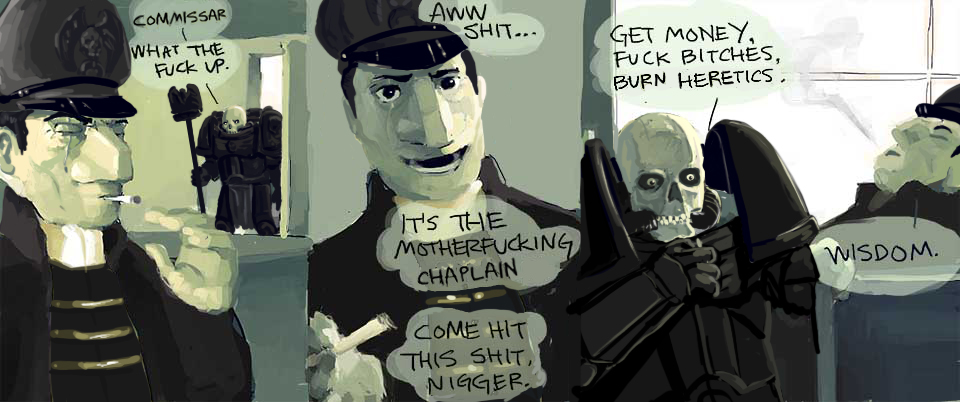 COMMISSAR
WHAT THE
FUCK UP.
AWW
SHIT...
IT'S THE
MOTHERFUCKING
CHAPLAIN
COME HIT
THIS SHIT,
NIGGER.
GET MONEY,
FUCK BITCHES,
BURN HERETICS.
WISDOM.